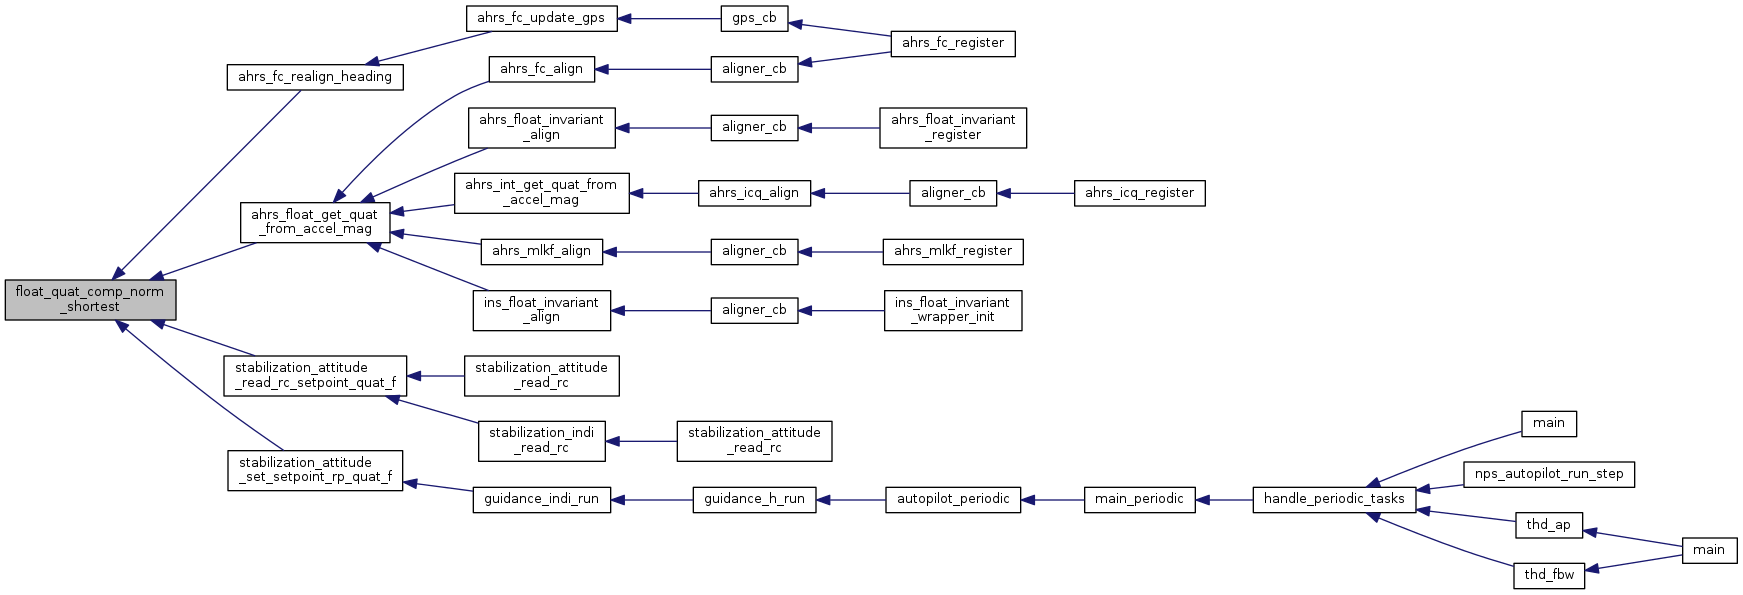 ahrs_fc_update_gps
gps_cb
ahrs_fc_register
ahrs_fc_realign_heading
ahrs_fc_align
aligner_cb
ahrs_float_invariant
_align
aligner_cb
ahrs_float_invariant
_register
ahrs_int_get_quat_from
_accel_mag
ahrs_icq_align
aligner_cb
ahrs_icq_register
ahrs_float_get_quat
_from_accel_mag
ahrs_mlkf_align
aligner_cb
ahrs_mlkf_register
float_quat_comp_norm
_shortest
ins_float_invariant
_align
aligner_cb
ins_float_invariant
_wrapper_init
stabilization_attitude
_read_rc_setpoint_quat_f
stabilization_attitude
_read_rc
stabilization_indi
_read_rc
stabilization_attitude
_read_rc
stabilization_attitude
_set_setpoint_rp_quat_f
guidance_indi_run
guidance_h_run
autopilot_periodic
main_periodic
handle_periodic_tasks
main
nps_autopilot_run_step
thd_ap
thd_fbw
main